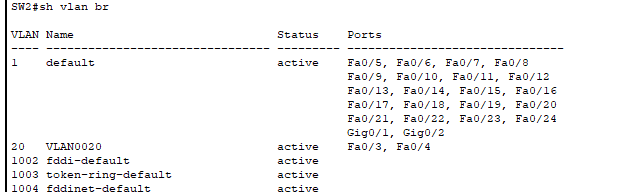 SW2#sh vlan br
VLAN Name                             Status    Ports
---- -------------------------------- --------- -------------------------------
1    default                          active    Fa0/5, Fa0/6, Fa0/7, Fa0/8
                                                Fa0/9, Fa0/10, Fa0/11, Fa0/12
                                                Fa0/13, Fa0/14, Fa0/15, Fa0/16
                                                Fa0/17, Fa0/18, Fa0/19, Fa0/20
                                                Fa0/21, Fa0/22, Fa0/23, Fa0/24
                                                Gig0/1, Gig0/2
20   VLAN0020                         active    Fa0/3, Fa0/4
1002 fddi-default                     active
1003 token-ring-default               active
1004 fddinet-default                  active